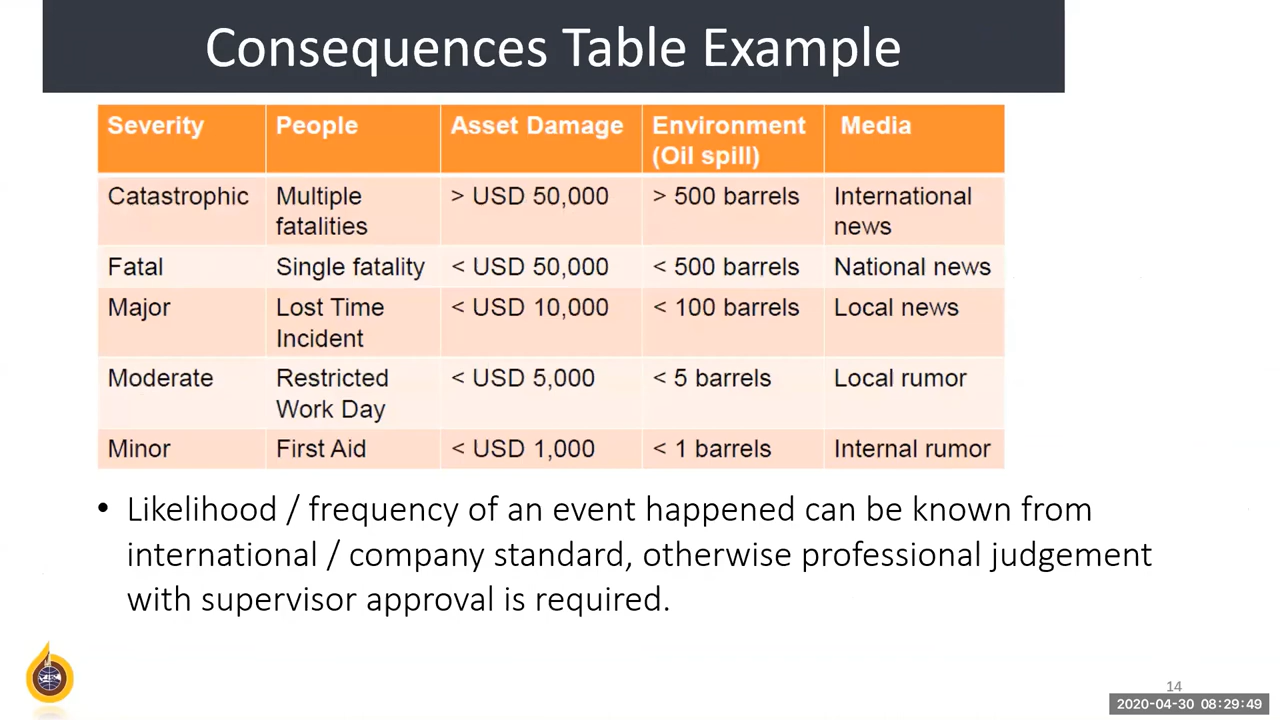 Consequences Table Example
Severity People Asset Damage Environment (Oil spill) Media
Catastrophic Multiple fatalities > USD 50,000 > 500 barrels International news
Fatal Single fatality < USD 50,000 < 500 barrels National news
Major Lost Time Incident < USD 10,000 < 100 barrels Local news
Moderate Restricted Work Day < USD 5,000 < 5 barrels Local rumor
Minor First Aid < USD 1,000 < 1 barrels Internal rumor
• Likelihood / frequency of an event happened can be known from
international / company standard, otherwise professional judgement
with supervisor approval is required.
14
2020-04-30 08:29:49